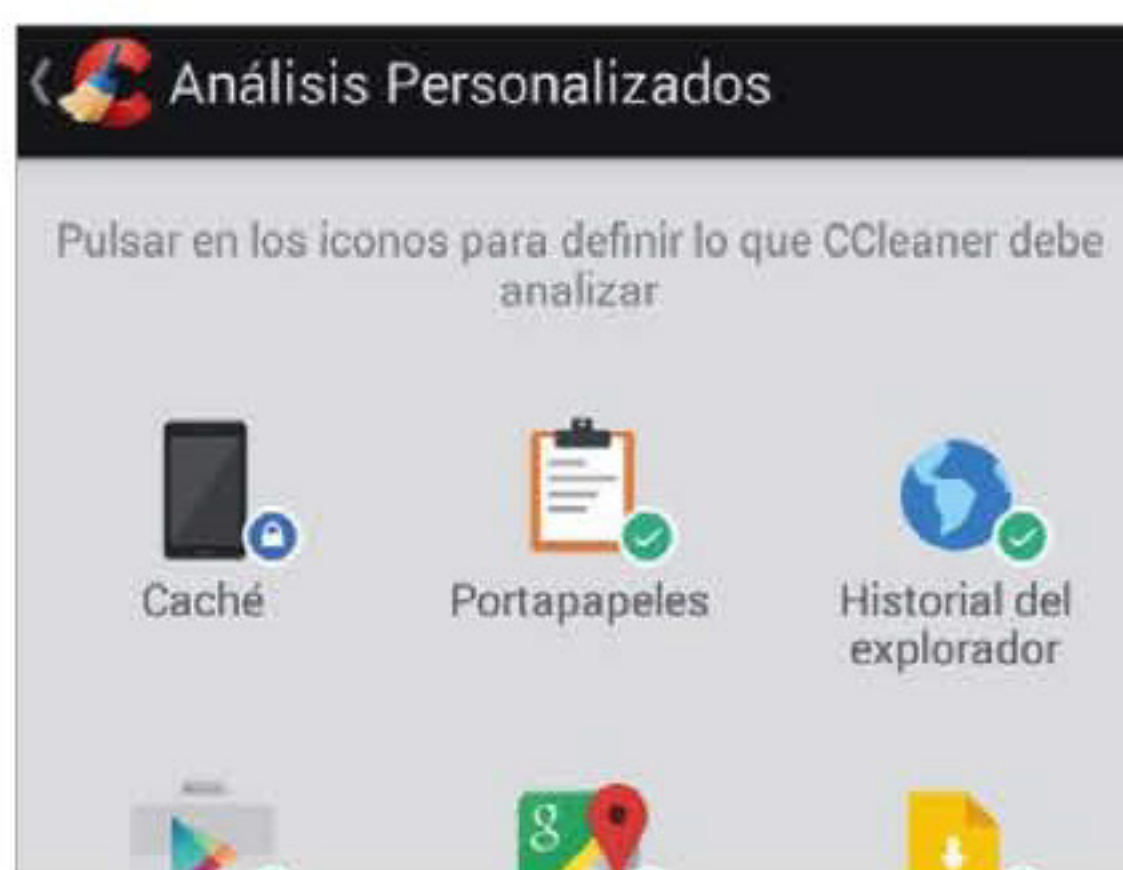 Análisis Personalizados
Pulsar en los iconos para definir lo que CCleaner debe
analizar
Caché
Portapapeles
Historial del
explorador
g